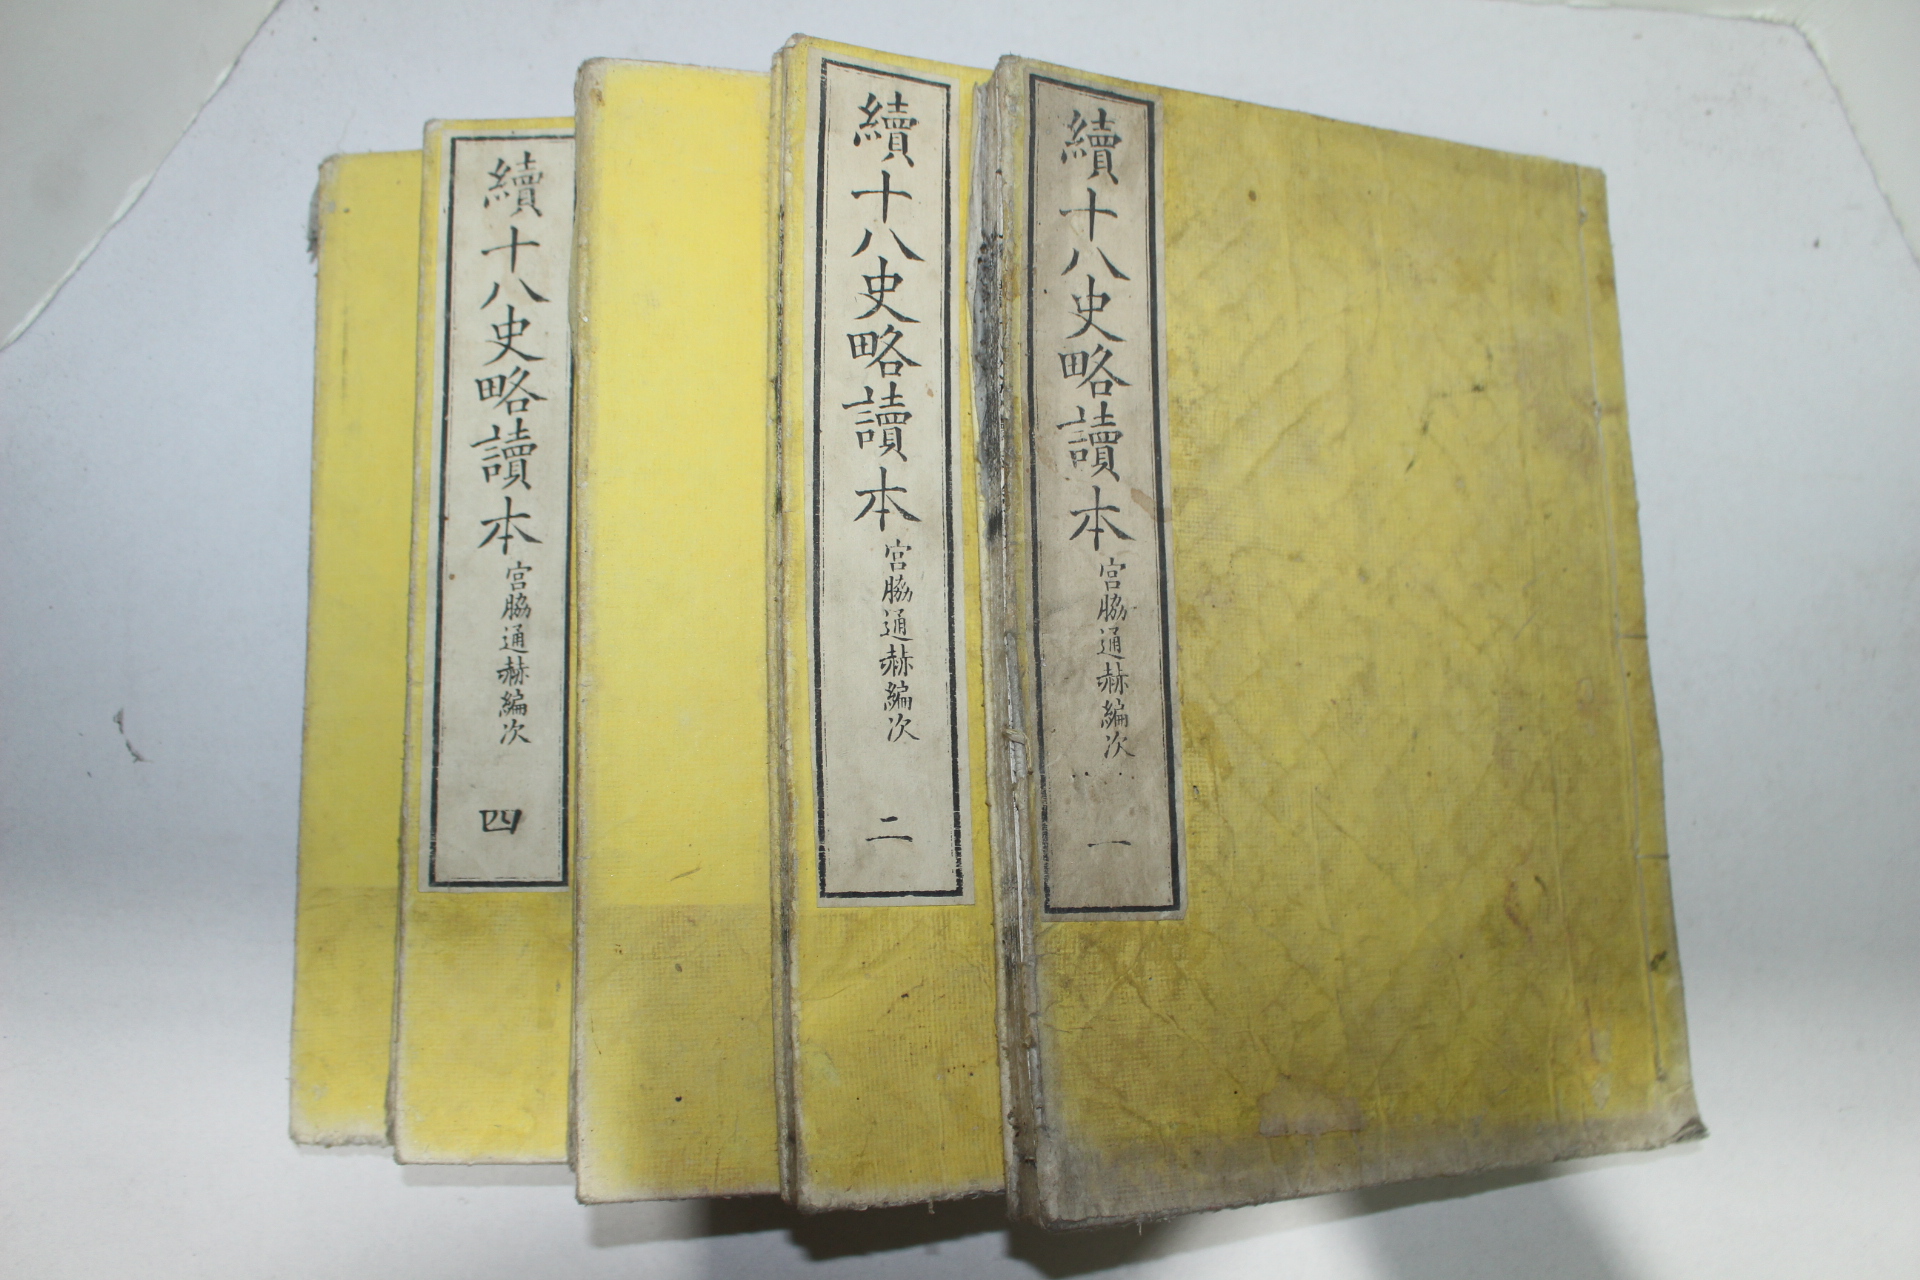 續十八史略讀本
宮脇通赫編次
一
續十八史略讀本
宮脇通赫編次
二
續十八史略讀本
宮脇通赫編次
四